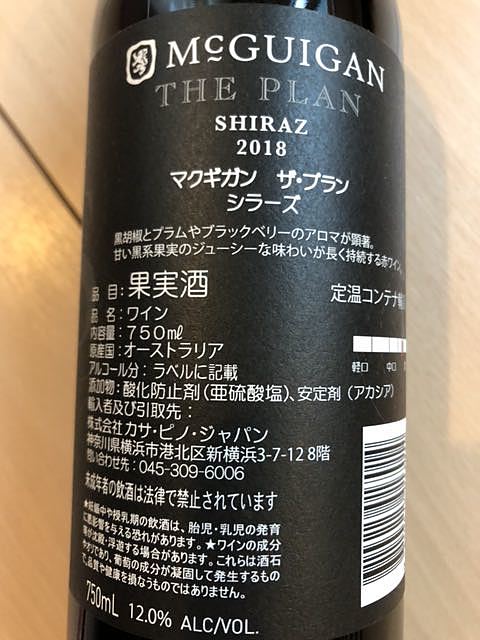 McGUIGAN
THE PLAN
SHIRAZ
2018
マクギガン ザ・プラン
シラーズ
黒胡椒とプラムやブラックベリーのアロマが顕著。
甘い黒系果実のジューシーな味わいが長く持続する赤ワイン。
品 目：果実酒
定温コンテナ輸
品 名：ワイン
内容量：750㎖
原産国：オーストラリア
軽口 中口
アルコール分：ラベルに記載
添加物：酸化防止剤（亜硫酸塩）、安定剤（アカシア）
輸入者及び引取先：
株式会社カサ・ピノ・ジャパン
神奈川県横浜市港北区新横浜3-7-12 8階
問い合わせ先：045-309-6006
未成年者の飲酒は法律で禁止されています
★妊娠中や授乳期の飲酒は、胎児・乳児の発育
に悪影響を与える恐れがあります。★ワインの成分
が沈殿・浮遊する場合があります。これらは酒石
やオリであり、葡萄の成分が凝固して発生するもの
で、品質や健康を損なうものではありません。
750mL 12.0% ALC/VOL.